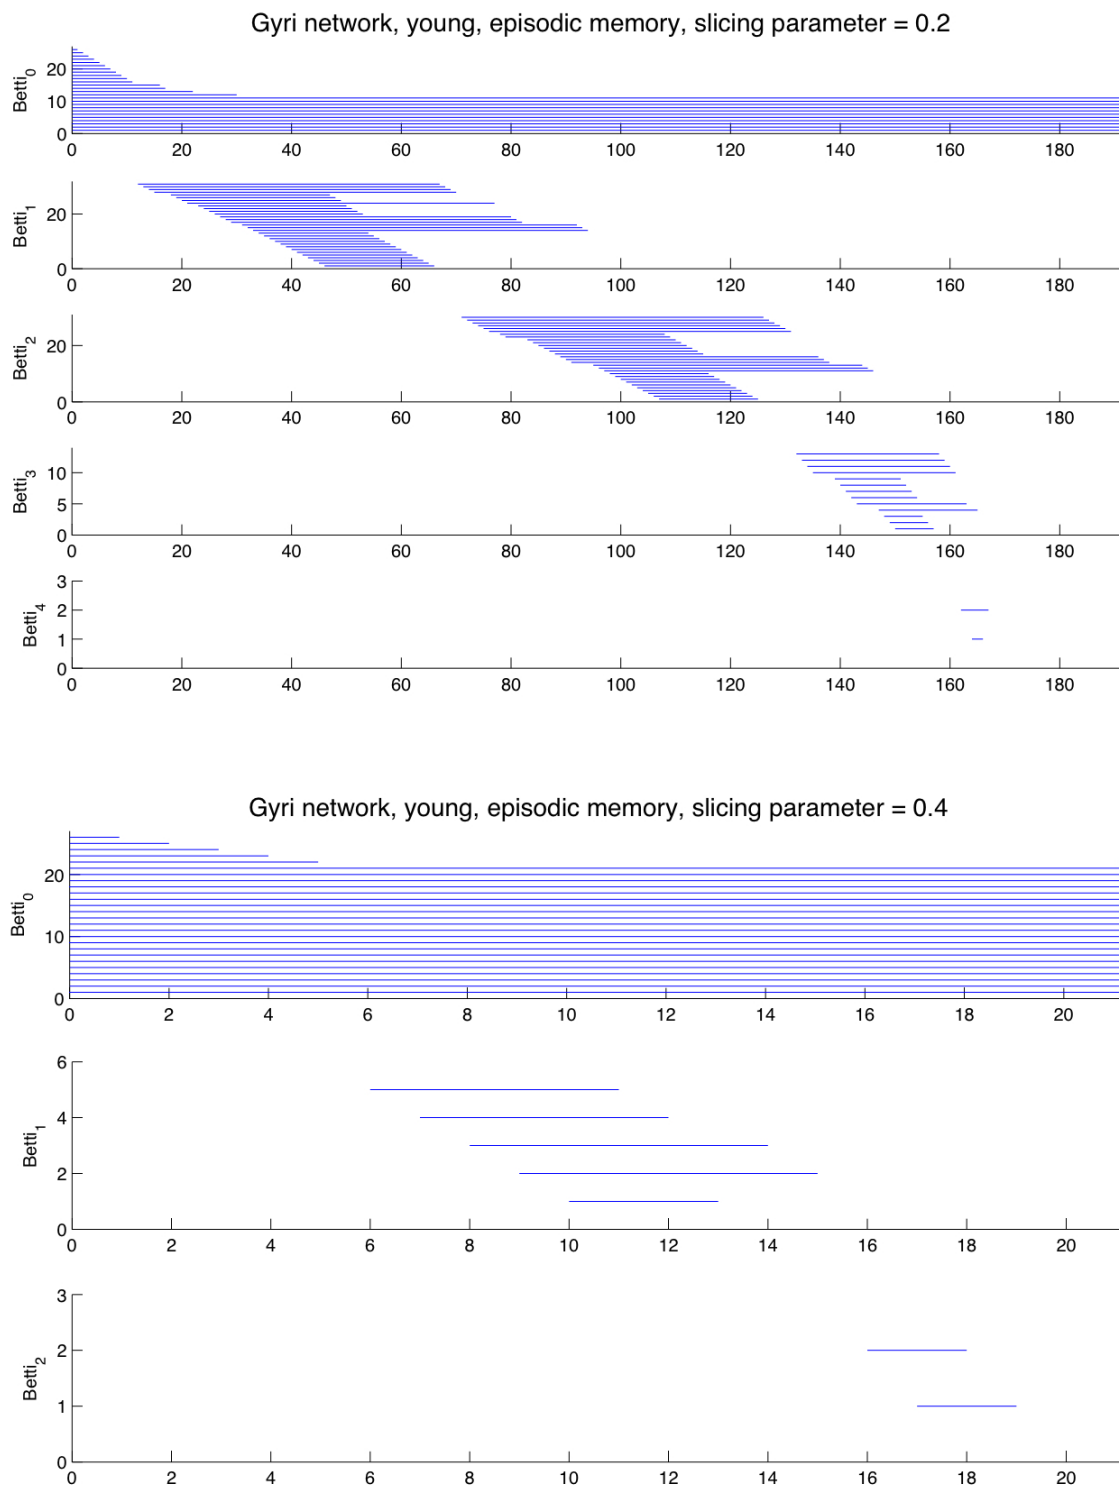 Gyri network, young, episodic memory, slicing parameter = 0.2
20
10
0
Betti0
0 20 40 60 80 100 120 140 160 180
20
0
Betti1
0 20 40 60 80 100 120 140 160 180
20
0
Betti2
0 20 40 60 80 100 120 140 160 180
10
5
0
Betti3
0 20 40 60 80 100 120 140 160 180
3
2
1
0
Betti4
0 20 40 60 80 100 120 140 160 180
Gyri network, young, episodic memory, slicing parameter = 0.4
20
10
0
Betti0
0 2 4 6 8 10 12 14 16 18 20
6
4
2
0
Betti1
0 2 4 6 8 10 12 14 16 18 20
3
2
1
0
Betti2
0 2 4 6 8 10 12 14 16 18 20